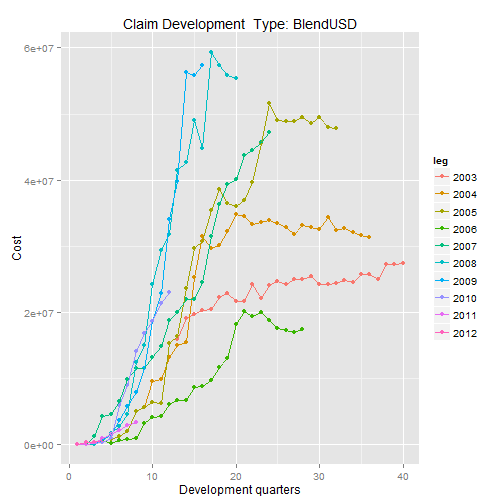 Claim Development  Type: BlendUSD
6e+07
4e+07
2e+07
0e+00
Cost
0
10
20
30
40
Development quarters
leg
2003
2004
2005
2006
2007
2008
2009
2010
2011
2012